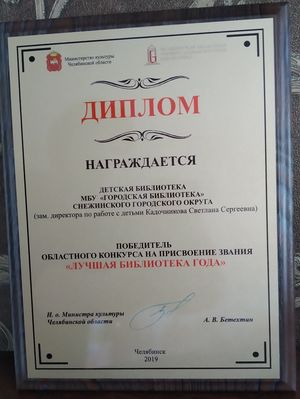 Министерство культуры
Челябинской области
ДИПЛОМ
НАГРАЖДАЕТСЯ
ДЕТСКАЯ БИБЛИОТЕКА
МБУ «ГОРОДСКАЯ БИБЛИОТЕКА»
СНЕЖИНСКОГО ГОРОДСКОГО ОКРУГА
(зам. директора по работе с детьми Кадочникова Светлана Сергеевна)
ПОБЕДИТЕЛЬ
ОБЛАСТНОГО КОНКУРСА НА ПРИСВОЕНИЕ ЗВАНИЯ
«ЛУЧШАЯ БИБЛИОТЕКА ГОДА»
И. о. Министра культуры
Челябинской области
А. В. Бетехтин
Челябинск
2019